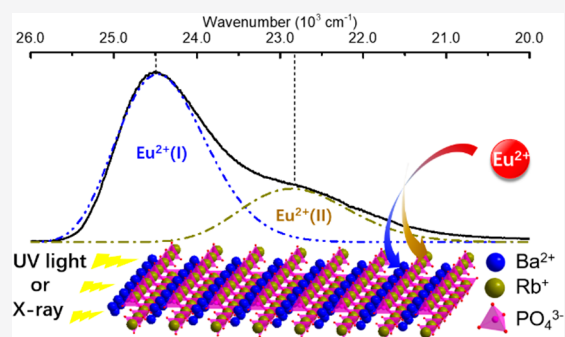 Wavenumber (10³ cm⁻¹)
26.0 25.0 24.0 23.0 22.0 21.0 20.0
Eu²⁺(I)
Eu²⁺(II)
Eu²⁺
UV light
or
X-ray
Ba²⁺
Rb⁺
PO₄³⁻